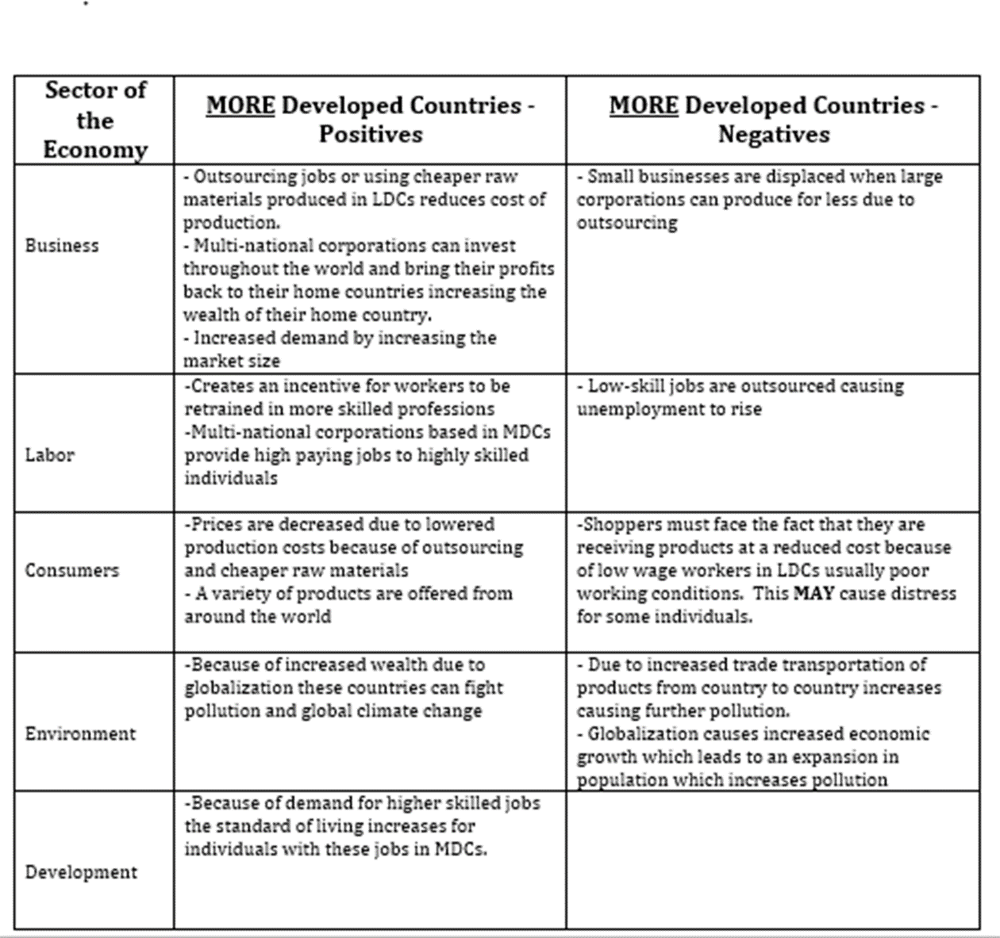 Sector of
the
Economy
MORE Developed Countries -
Positives
MORE Developed Countries -
Negatives
Business
- Outsourcing jobs or using cheaper raw
materials produced in LDCs reduces cost of
production.
- Multi-national corporations can invest
throughout the world and bring their profits
back to their home countries increasing the
wealth of their home country.
- Increased demand by increasing the
market size
- Small businesses are displaced when large
corporations can produce for less due to
outsourcing
Labor
-Creates an incentive for workers to be
retrained in more skilled professions
-Multi-national corporations based in MDCs
provide high paying jobs to highly skilled
individuals
- Low-skill jobs are outsourced causing
unemployment to rise
Consumers
-Prices are decreased due to lowered
production costs because of outsourcing
and cheaper raw materials
- A variety of products are offered from
around the world
-Shoppers must face the fact that they are
receiving products at a reduced cost because
of low wage workers in LDCs usually poor
working conditions.  This MAY cause distress
for some individuals.
Environment
-Because of increased wealth due to
globalization these countries can fight
pollution and global climate change
- Due to increased trade transportation of
products from country to country increases
causing further pollution.
- Globalization causes increased economic
growth which leads to an expansion in
population which increases pollution
Development
-Because of demand for higher skilled jobs
the standard of living increases for
individuals with these jobs in MDCs.